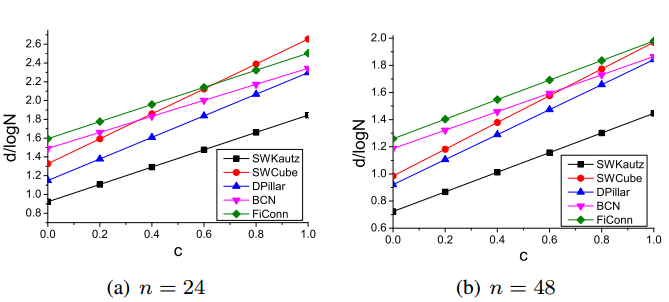 d/logN
2.6
2.4
2.2
2.0
1.8
1.6
1.4
1.2
1.0
0.8
0.0 0.2 0.4 0.6 0.8 1.0
c
SWKautz
SWCube
DPillar
BCN
FiConn
(a) n = 24
d/logN
2.0
1.8
1.6
1.4
1.2
1.0
0.8
0.6
0.0 0.2 0.4 0.6 0.8 1.0
c
SWKautz
SWCube
DPillar
BCN
FiConn
(b) n = 48